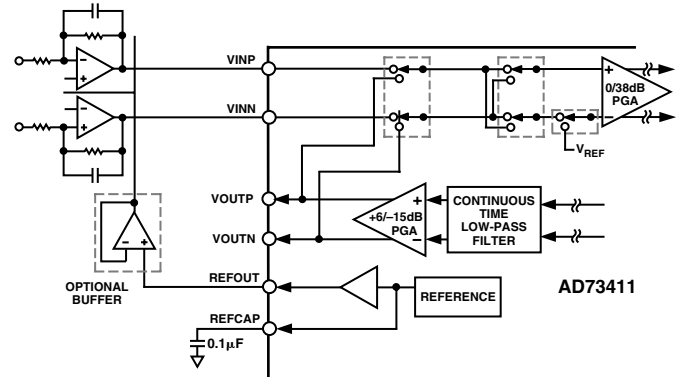 VINP
+
0/38dB
PGA
–
VINN
VREF
VOUTP
+
+6/–15dB
PGA
–
VOUTN
CONTINUOUS
TIME
LOW-PASS
FILTER
–
+
–
+
–
+
OPTIONAL
BUFFER
REFOUT
REFERENCE
AD73411
REFCAP
0.1μF